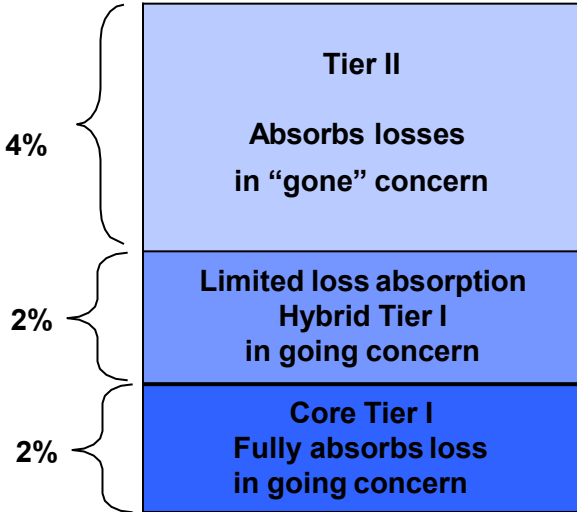 Tier II
Absorbs losses
in “gone” concern
4%
Limited loss absorption
Hybrid Tier I
in going concern
2%
Core Tier I
Fully absorbs loss
in going concern
2%